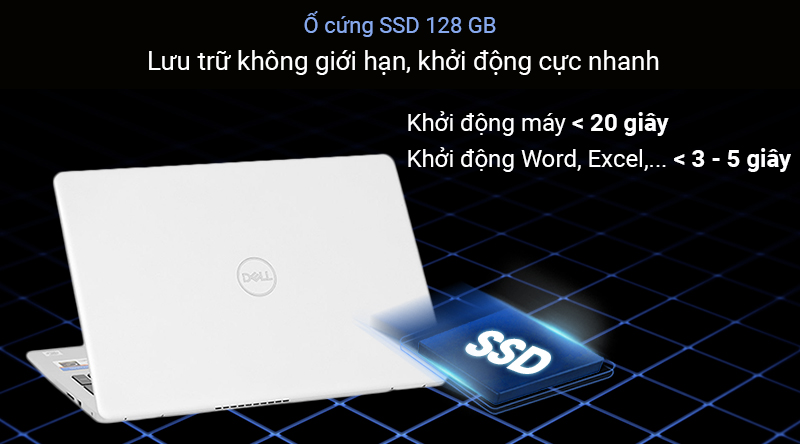 Ổ cứng SSD 128 GB
Lưu trữ không giới hạn, khởi động cực nhanh
Khởi động máy < 20 giây
Khởi động Word, Excel,... < 3 - 5 giây
DELL
SSD